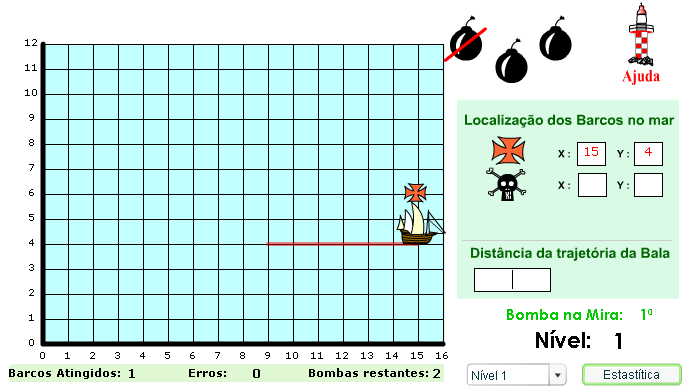 Ajuda
12
11
10
9
8
7
6
5
4
3
2
1
0
0 1 2 3 4 5 6 7 8 9 10 11 12 13 14 15 16
Barcos Atingidos: 1 Erros: 0 Bombas restantes: 2
Localização dos Barcos no mar
X: 15 Y: 4
X: Y:
Distância da trajetória da Bala
Bomba na Mira: 1º
Nível: 1
Nível 1 Estastítica